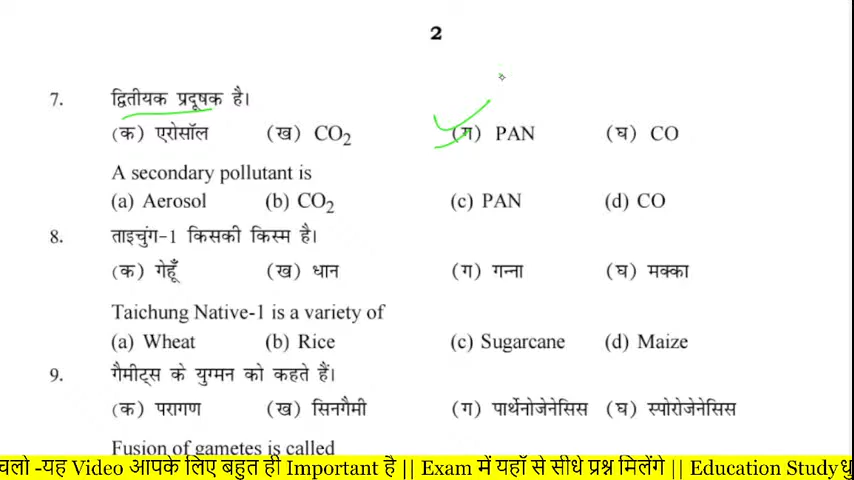 2
7. द्वितीयक प्रदूषक है।
(क) एरोसॉल (ख) CO2 (ग) PAN (घ) CO
A secondary pollutant is
(a) Aerosol (b) CO2 (c) PAN (d) CO
8. ताइचुंग-1 किसकी किस्म है।
(क) गेहूँ (ख) धान (ग) गन्ना (घ) मक्का
Taichung Native-1 is a variety of
(a) Wheat (b) Rice (c) Sugarcane (d) Maize
9. गैमीट्स के युग्मन को कहते हैं।
(क) परागण (ख) सिनगैमी (ग) पार्थेनोजेनेसिस (घ) स्पोरोजेनेसिस
Fusion of gametes is called
चलो -यह Video आपके लिए बहुत ही Important है || Exam में यहाँ से सीधे प्रश्न मिलेंगे || Education Study